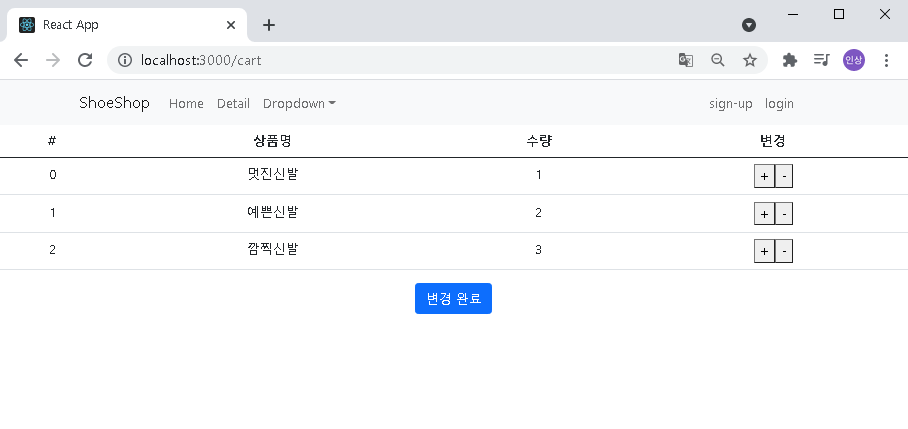 React App
localhost:3000/cart
인상
ShoeShop Home Detail Dropdown sign-up login
# 상품명 수량 변경
0 멋진신발 1 + -
1 예쁜신발 2 + -
2 깜찍신발 3 + -
변경 완료